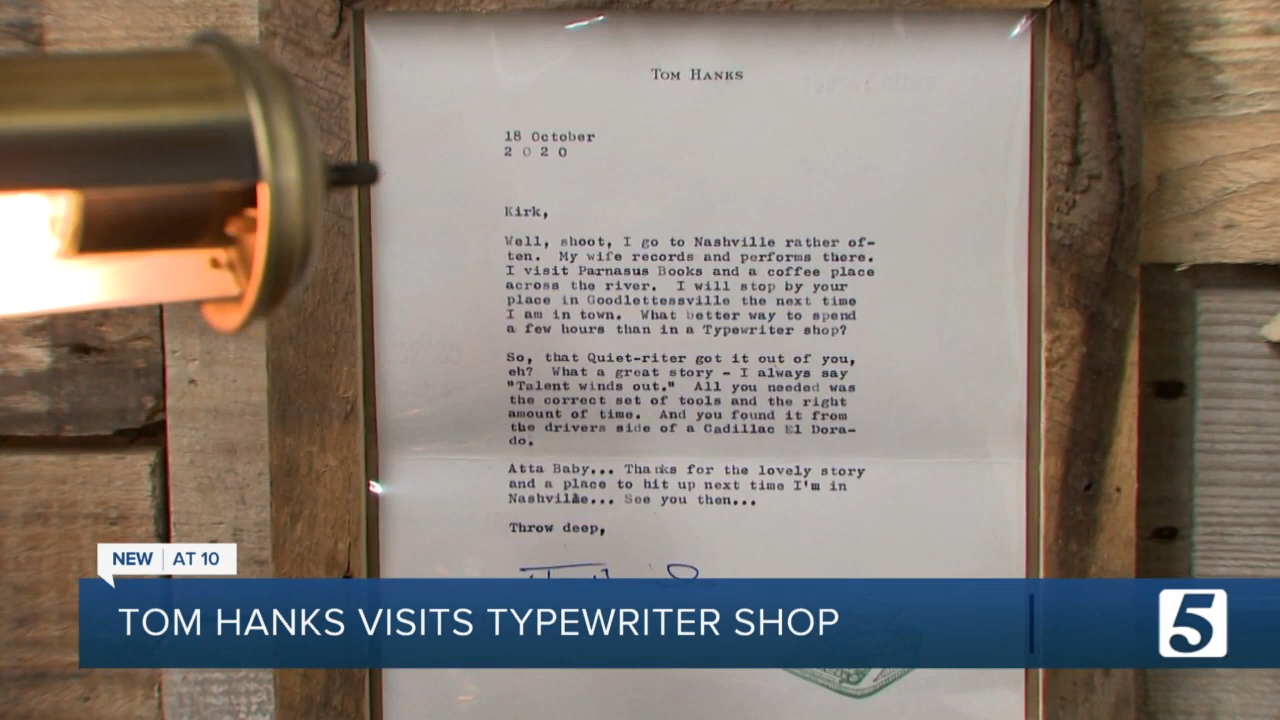 TOM HANKS
18 October
2 0 2 0
Kirk,
Well, shoot, I go to Nashville rather of-
ten. My wife records and performs there.
I visit Parnasus Books and a coffee place
across the river. I will stop by your
place in Goodlettessville the next time
I am in town. What better way to spend
a few hours than in a Typewriter shop?
So, that Quiet-riter got it out of you,
eh? What a great story - I always say
"Talent winds out." All you needed was
the correct set of tools and the right
amount of time. And you found it from
the drivers side of a Cadillac El Dora-
do.
Atta Baby... Thanks for the lovely story
and a place to hit up next time I'm in
Nashville... See you then...
Throw deep,
NEW AT 10
TOM HANKS VISITS TYPEWRITER SHOP
5